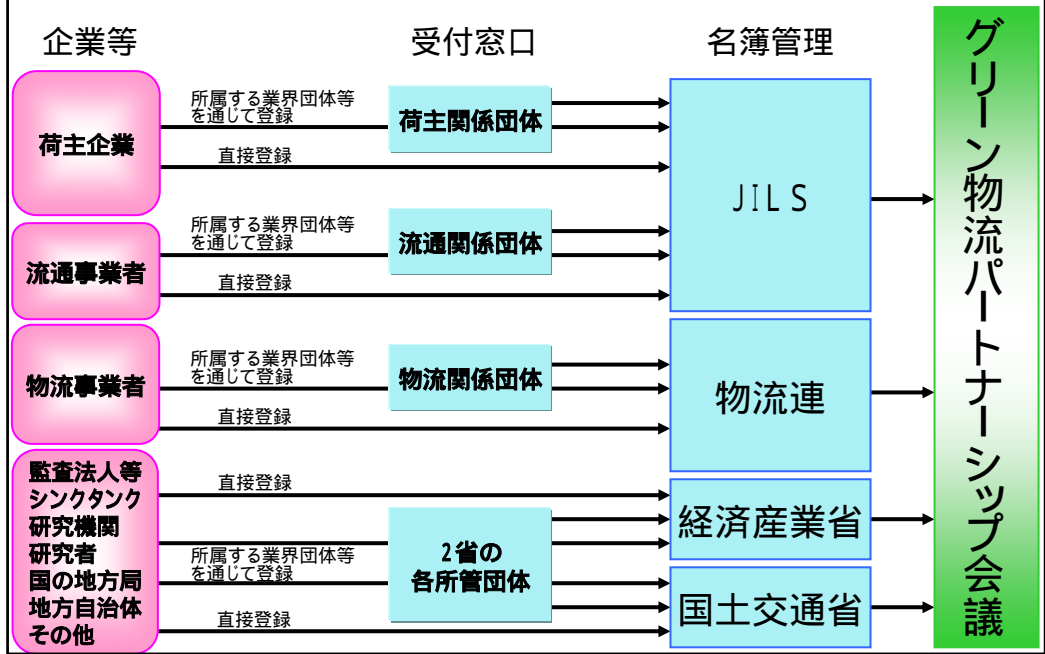 企業等
受付窓口
名簿管理
グリーン物流パートナーシップ会議
荷主企業
所属する業界団体等
を通じて登録
荷主関係団体
直接登録
JILS
流通事業者
所属する業界団体等
を通じて登録
流通関係団体
直接登録
物流事業者
所属する業界団体等
を通じて登録
物流関係団体
直接登録
物流連
監査法人等
シンクタンク
研究機関
研究者
国の地方局
地方自治体
その他
直接登録
所属する業界団体等
を通じて登録
直接登録
2省の
各所管団体
経済産業省
国土交通省